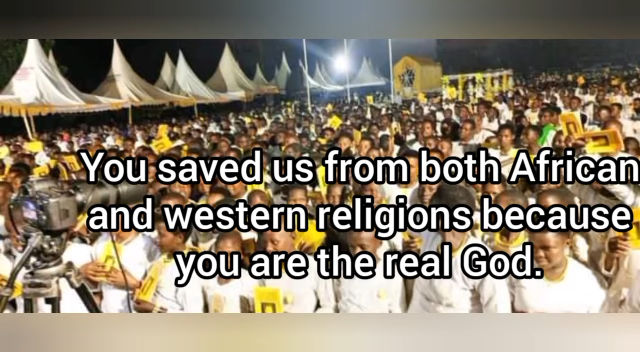 You saved us from both African
and western religions because
you are the real God.